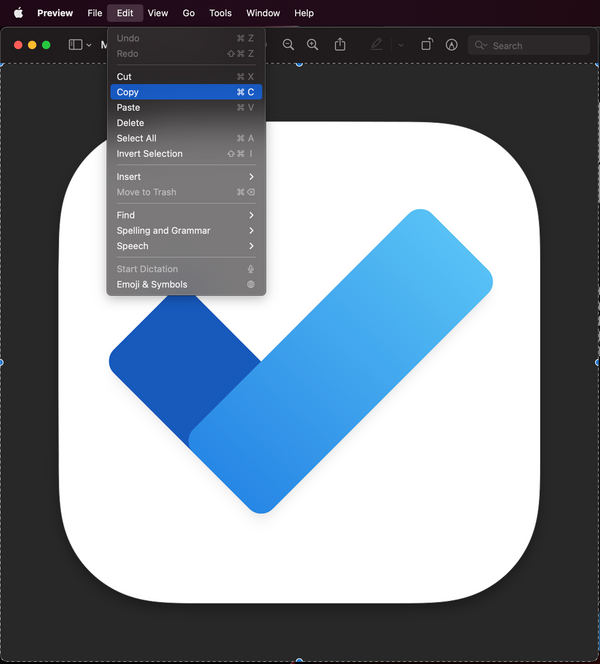 Preview File Edit View Go Tools Window Help
M
Search
Undo ⌘ Z
Redo ⇧⌘ Z
Cut ⌘ X
Copy ⌘ C
Paste ⌘ V
Delete
Select All ⌘ A
Invert Selection ⇧⌘ I
Insert
Move to Trash ⌘⌫
Find
Spelling and Grammar
Speech
Start Dictation
Emoji & Symbols